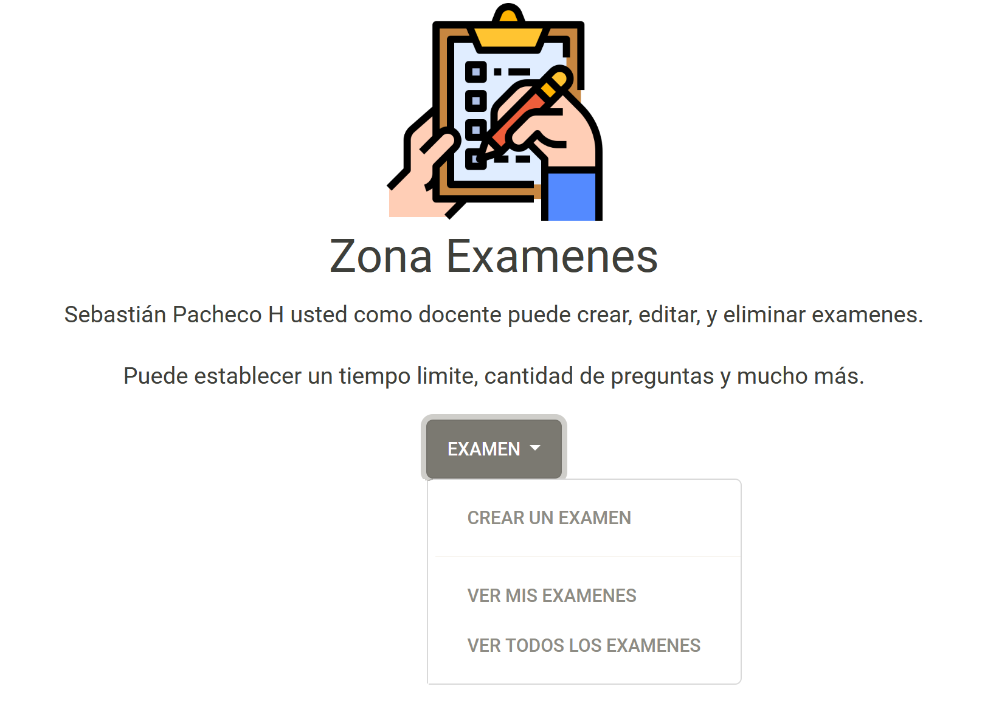 Zona Examenes
Sebastián Pacheco H usted como docente puede crear, editar, y eliminar examenes.
Puede establecer un tiempo limite, cantidad de preguntas y mucho más.
EXAMEN
CREAR UN EXAMEN
VER MIS EXAMENES
VER TODOS LOS EXAMENES